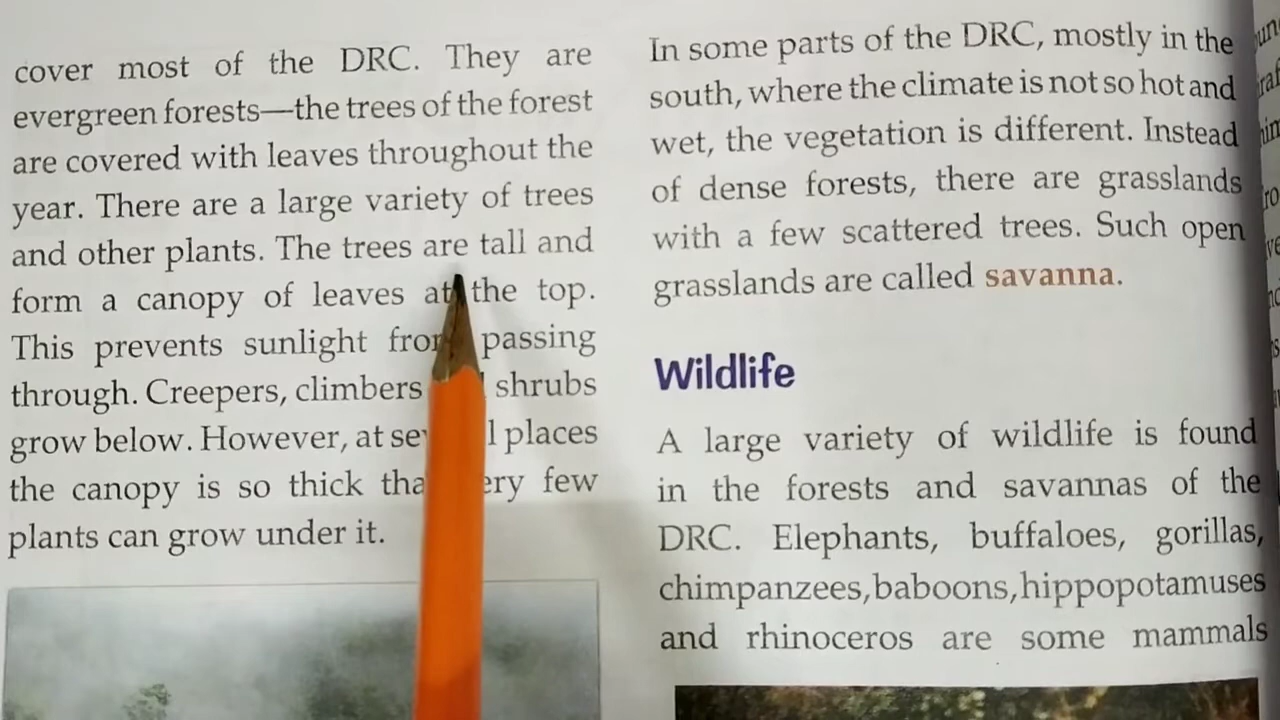 cover most of the DRC. They are
evergreen forests—the trees of the forest
are covered with leaves throughout the
year. There are a large variety of trees
and other plants. The trees are tall and
form a canopy of leaves at the top.
This prevents sunlight from passing
through. Creepers, climbers shrubs
grow below. However, at places
the canopy is so thick few
plants can grow under it.
In some parts of the DRC, mostly in the
south, where the climate is not so hot and
wet, the vegetation is different. Instead
of dense forests, there are grasslands
with a few scattered trees. Such open
grasslands are called savanna.
Wildlife
A large variety of wildlife is found
in the forests and savannas of the
DRC. Elephants, buffaloes, gorillas,
chimpanzees, baboons, hippopotamuses
and rhinoceros are some mammals